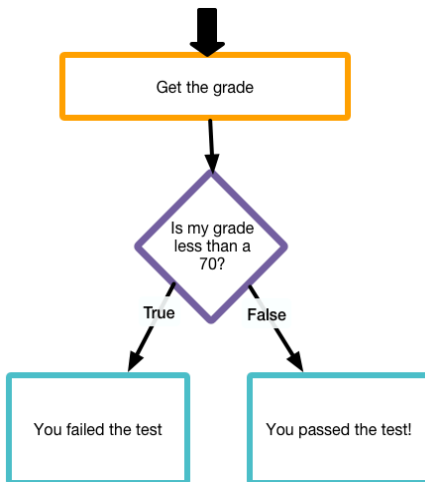 Get the grade
Is my grade
less than a
70?
True
False
You failed the test
You passed the test!